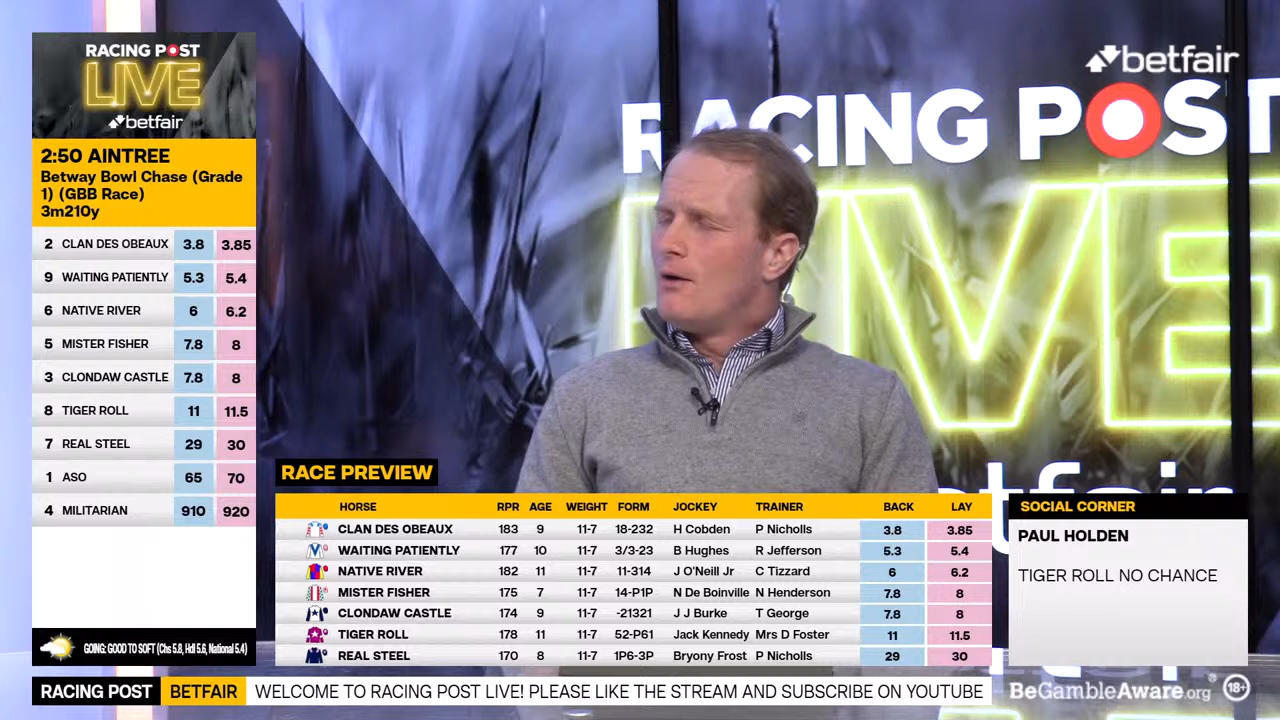 RACING POST
LIVE
betfair
2:50 AINTREE
Betway Bowl Chase (Grade
1) (GBB Race)
3m210y
2 CLAN DES OBEAUX 3.8 3.85
9 WAITING PATIENTLY 5.3 5.4
6 NATIVE RIVER 6 6.2
5 MISTER FISHER 7.8 8
3 CLONDAW CASTLE 7.8 8
8 TIGER ROLL 11 11.5
7 REAL STEEL 29 30
1 ASO 65 70
4 MILITARIAN 910 920
GOING: GOOD TO SOFT (Chs 5.8, Hdl 5.6, National 5.4)
betfair
RACING POST
LIVE
betfair
RACE PREVIEW
HORSE RPR AGE WEIGHT FORM JOCKEY TRAINER BACK LAY
CLAN DES OBEAUX 183 9 11-7 18-232 H Cobden P Nicholls 3.8 3.85
WAITING PATIENTLY 177 10 11-7 3/3-23 B Hughes R Jefferson 5.3 5.4
NATIVE RIVER 182 11 11-7 11-314 J O'Neill Jr C Tizzard 6 6.2
MISTER FISHER 175 7 11-7 14-P1P N De Boinville N Henderson 7.8 8
CLONDAW CASTLE 174 9 11-7 -21321 J J Burke T George 7.8 8
TIGER ROLL 178 11 11-7 52-P61 Jack Kennedy Mrs D Foster 11 11.5
REAL STEEL 170 8 11-7 1P6-3P Bryony Frost P Nicholls 29 30
SOCIAL CORNER
PAUL HOLDEN
TIGER ROLL NO CHANCE
RACING POST BETFAIR WELCOME TO RACING POST LIVE! PLEASE LIKE THE STREAM AND SUBSCRIBE ON YOUTUBE
BeGambleAware.org® 18+